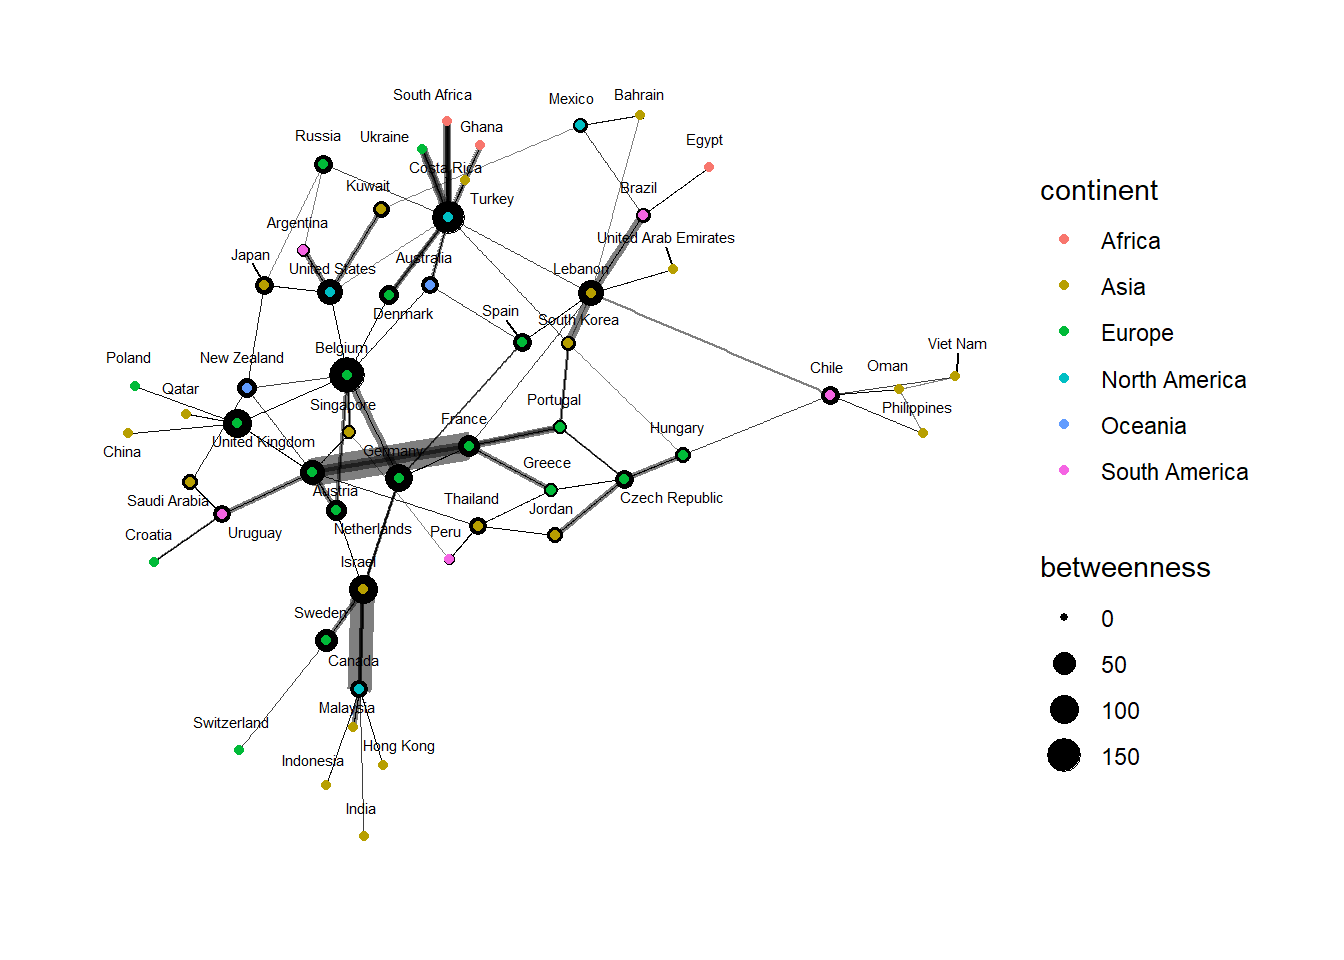 South Africa
Mexico
Bahrain
Ghana
Russia
Ukraine
Egypt
Costa Rica
Kuwait
Brazil
Turkey
Argentina
United Arab Emirates
Japan
Australia
United States
Lebanon
Spain
Denmark
South Korea
Belgium
Viet Nam
Poland
New Zealand
Oman
Chile
Qatar
Singapore
Portugal
Philippines
France
Hungary
United Kingdom
China
Germany
Greece
Austria
Saudi Arabia
Thailand
Czech Republic
Jordan
Croatia
Uruguay
Netherlands
Peru
Israel
Sweden
Canada
Malaysia
Switzerland
Hong Kong
Indonesia
India
continent
Africa
Asia
Europe
North America
Oceania
South America
betweenness
0
50
100
150